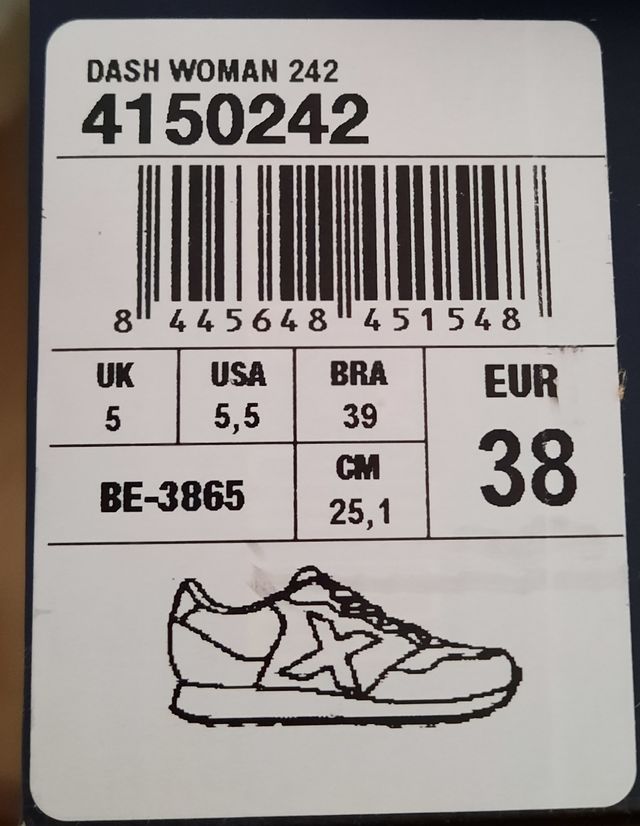 DASH WOMAN 242
4150242
8 445648 451548
UK USA BRA EUR
5 5,5 39 38
BE-3865 CM
25,1